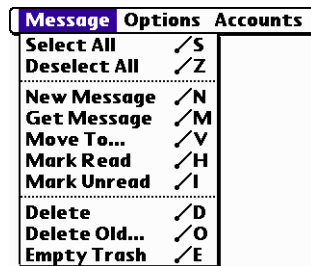 Message Options Accounts
Select All /S
Deselect All /Z
New Message /N
Get Message /M
Move To... /V
Mark Read /H
Mark Unread /I
Delete /D
Delete Old... /O
Empty Trash /E